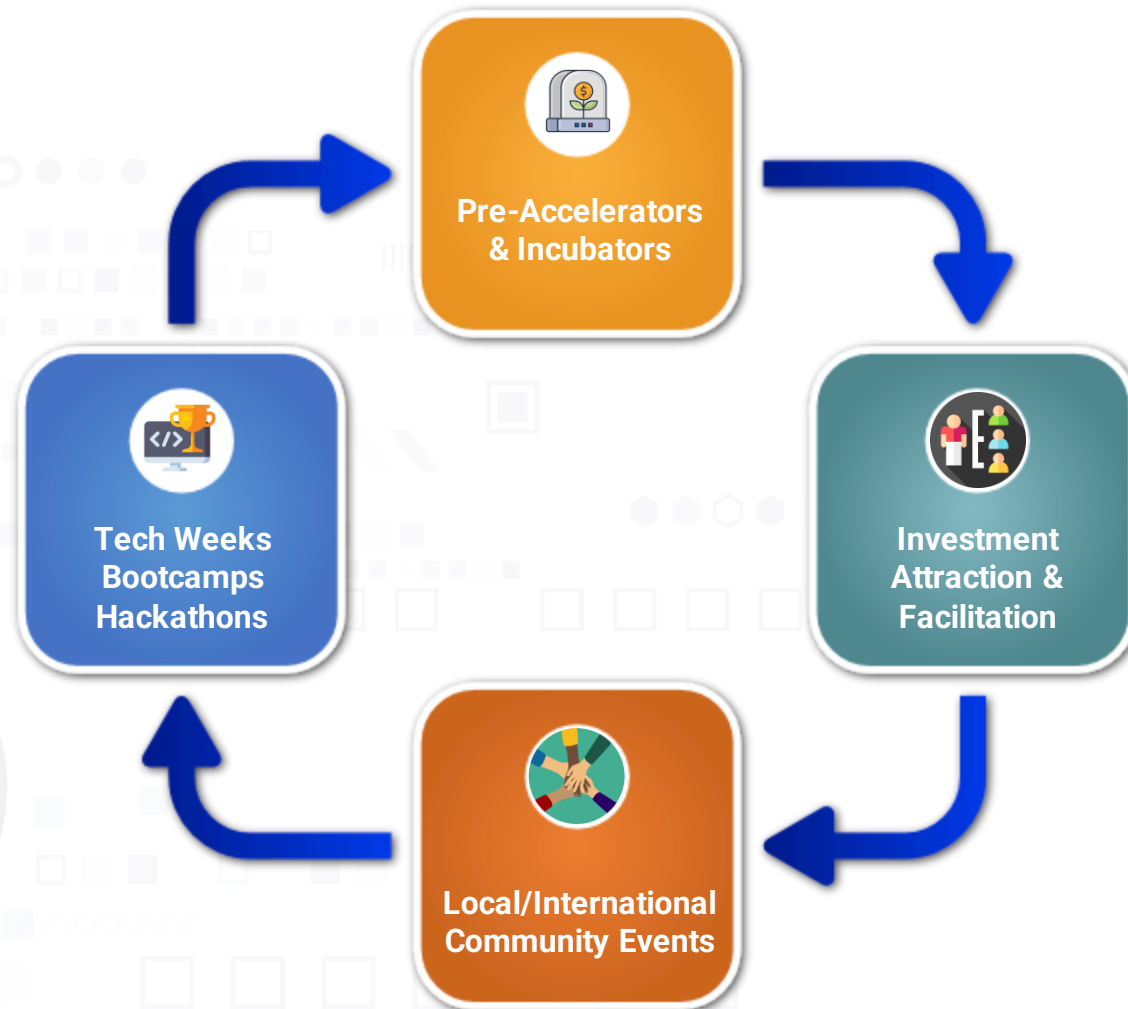 Pre-Accelerators
& Incubators
Tech Weeks
Bootcamps
Hackathons
Investment
Attraction &
Facilitation
Local/International
Community Events